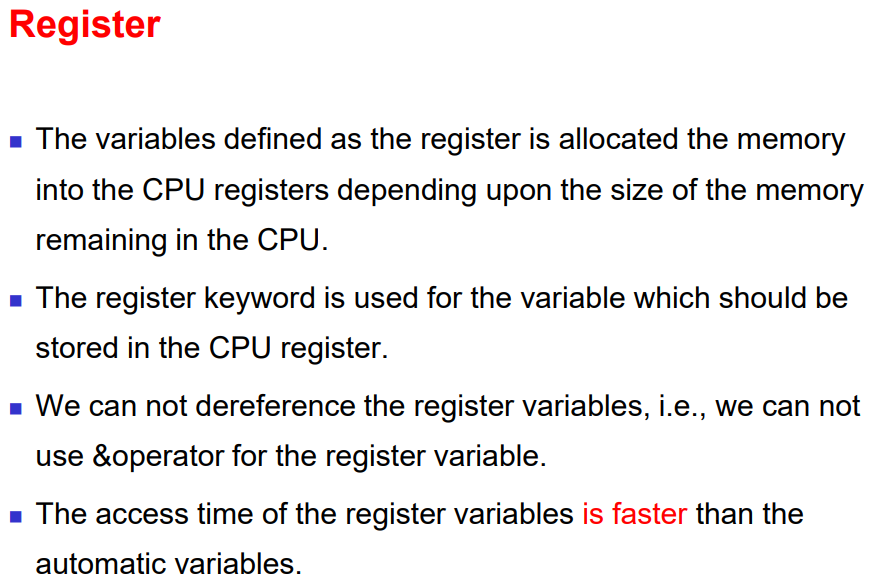 Register
The variables defined as the register is allocated the memory
into the CPU registers depending upon the size of the memory
remaining in the CPU.
The register keyword is used for the variable which should be
stored in the CPU register.
We can not dereference the register variables, i.e., we can not
use &operator for the register variable.
The access time of the register variables is faster than the
automatic variables.